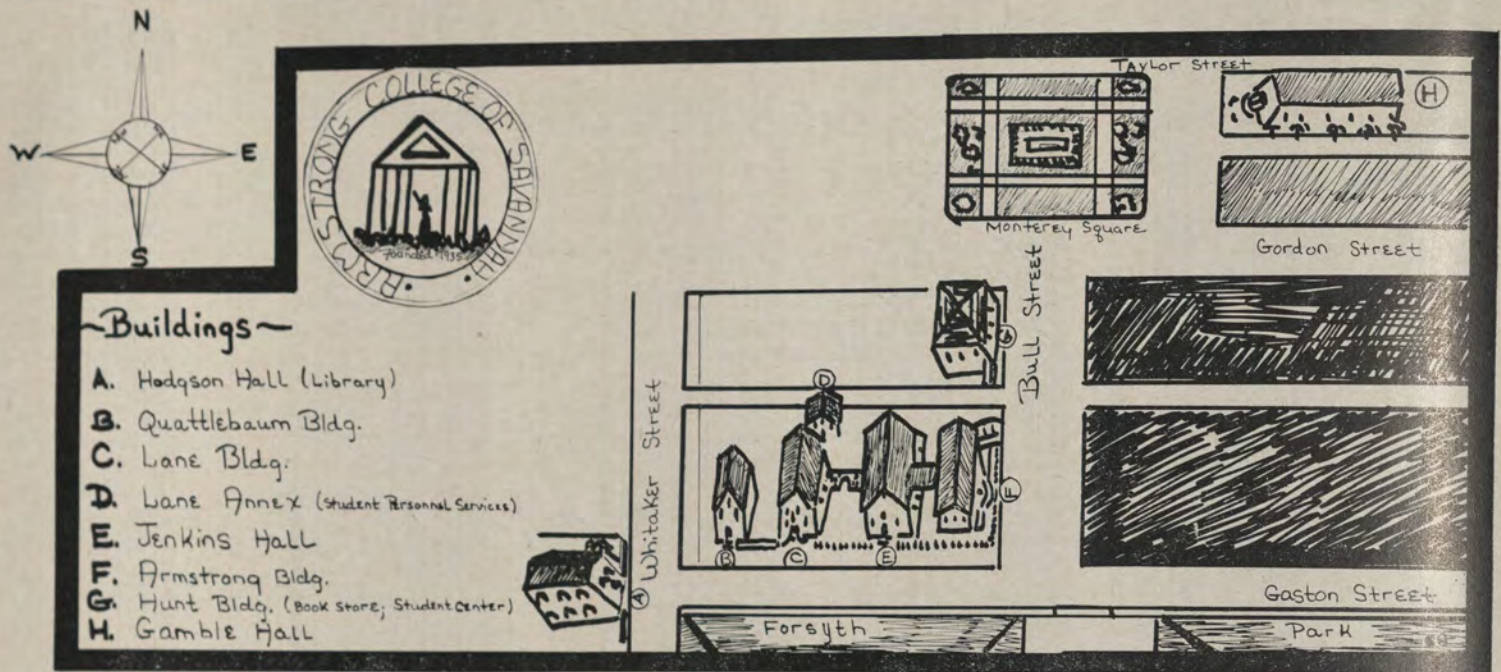 N
W E
S
ARMSTRONG COLLEGE OF SAVANNAH
Founded 1935
Taylor Street
H
Monterey Square
Gordon Street
Bull Street
G
Whitaker Street
D
F
B C E
A
Gaston Street
Forsyth Park
~Buildings~
A. Hodgson Hall (Library)
B. Quattlebaum Bldg.
C. Lane Bldg.
D. Lane Annex (Student Personnel Services)
E. Jenkins Hall
F. Armstrong Bldg.
G. Hunt Bldg. (Book Store; Student Center)
H. Gamble Hall